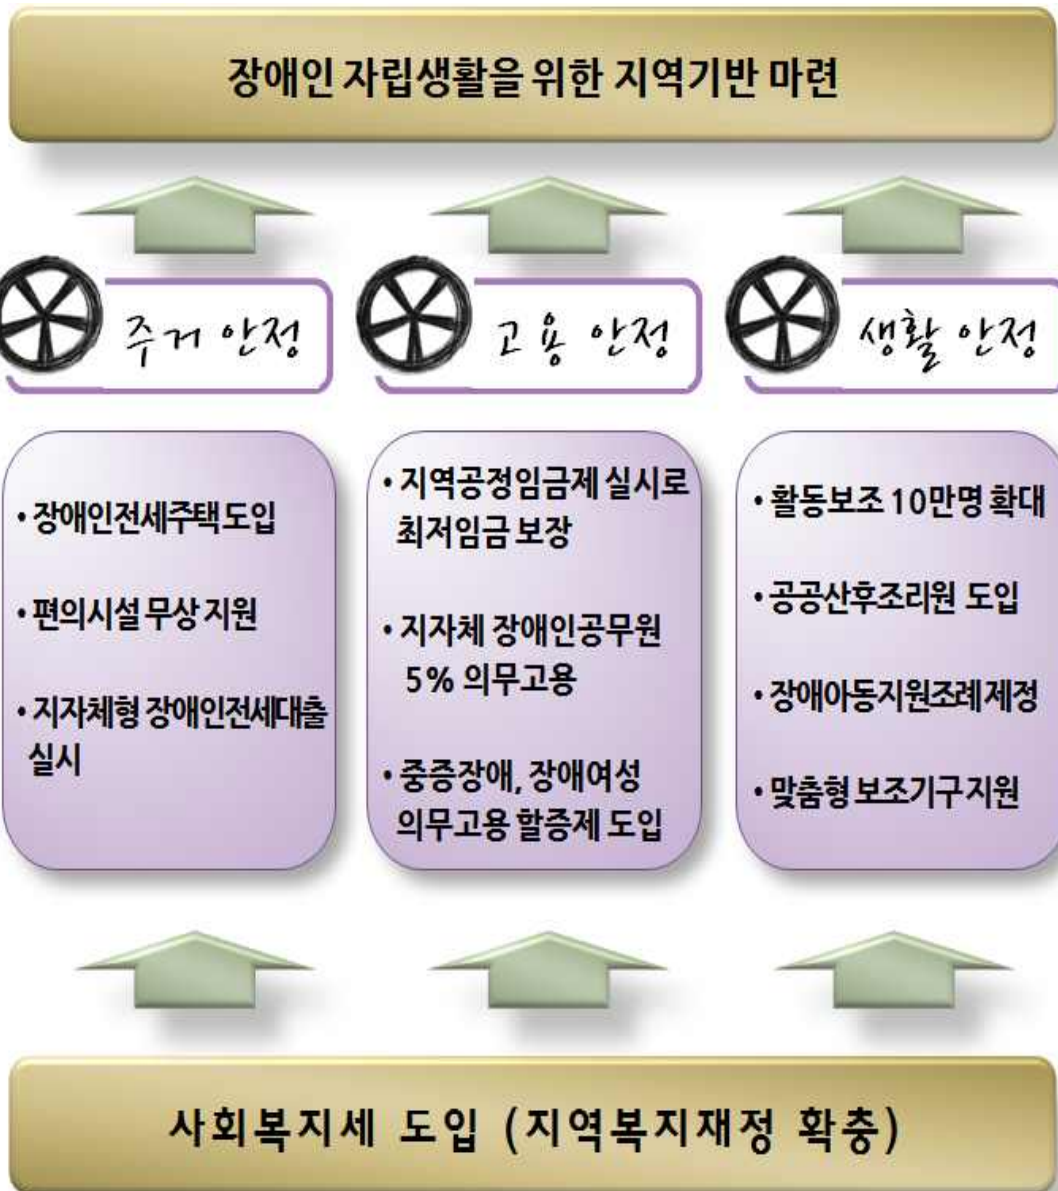 장애인 자립생활을 위한 지역기반 마련
주거 안정
• 장애인전세주택 도입
• 편의시설 무상 지원
• 지자체형 장애인전세대출
실시
고용 안정
• 지역공정임금제 실시로
최저임금 보장
• 지자체 장애인공무원
5% 의무고용
• 중증장애, 장애여성
의무고용 할증제 도입
생활 안정
• 활동보조 10만명 확대
• 공공산후조리원 도입
• 장애아동지원조례 제정
• 맞춤형 보조기구 지원
사회복지세 도입 (지역복지재정 확충)